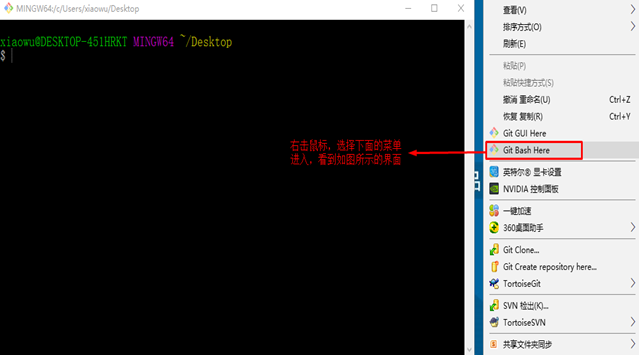 MINGW64:/c/Users/xiaowu/Desktop
xiaowu@DESKTOP-451HRKT MINGW64 ~/Desktop
$
右击鼠标，选择下面的菜单
进入，看到如图所示的界面
查看(V)
排序方式(O)
刷新(E)
粘贴(P)
粘贴快捷方式(S)
撤消 重命名(U) Ctrl+Z
恢复 复制(R) Ctrl+Y
Git GUI Here
Git Bash Here
英特尔® 显卡设置
NVIDIA 控制面板
一键加速
360桌面助手
Git Clone...
Git Create repository here...
TortoiseGit
SVN 检出(K)...
TortoiseSVN
共享文件夹同步